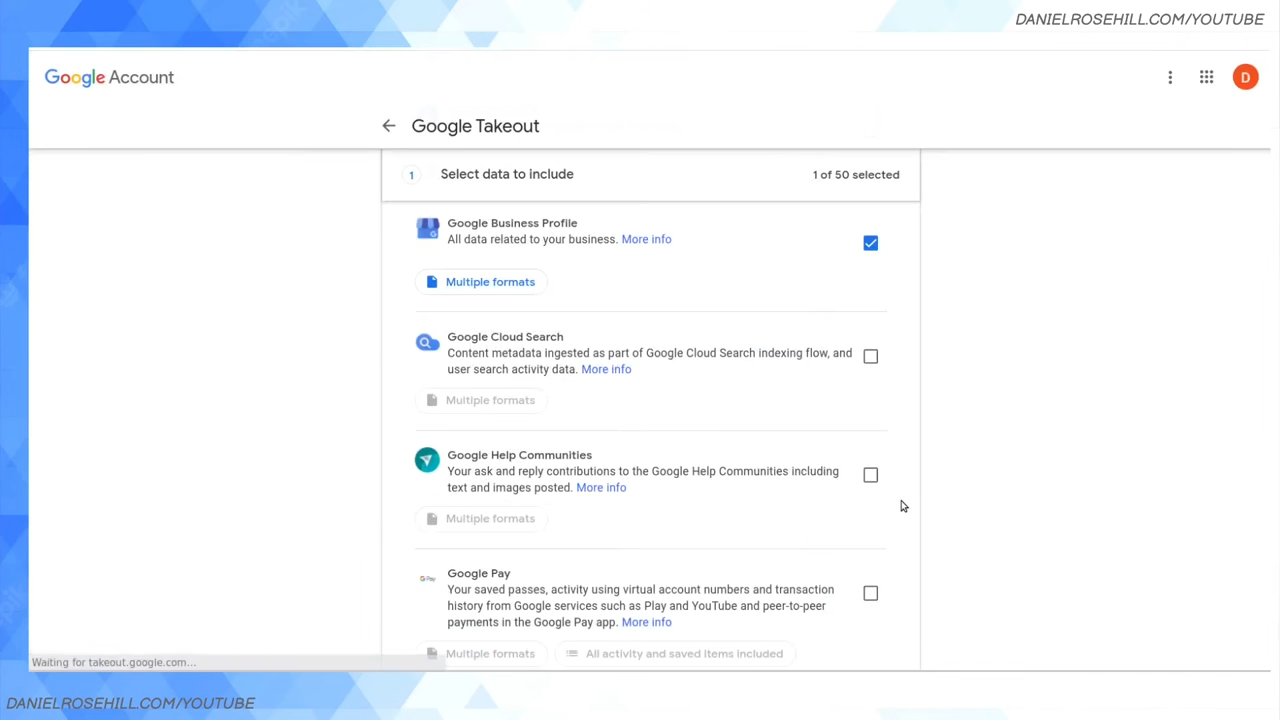 DANIELROSEHILL.COM/YOUTUBE
Google Account
D
Google Takeout
1 Select data to include 1 of 50 selected
Google Business Profile
All data related to your business. More info
Multiple formats
Google Cloud Search
Content metadata ingested as part of Google Cloud Search indexing flow, and
user search activity data. More info
Multiple formats
Google Help Communities
Your ask and reply contributions to the Google Help Communities including
text and images posted. More info
Multiple formats
G Pay
Google Pay
Your saved passes, activity using virtual account numbers and transaction
history from Google services such as Play and YouTube and peer-to-peer
payments in the Google Pay app. More info
Multiple formats All activity and saved items included
Waiting for takeout.google.com...
DANIELROSEHILL.COM/YOUTUBE